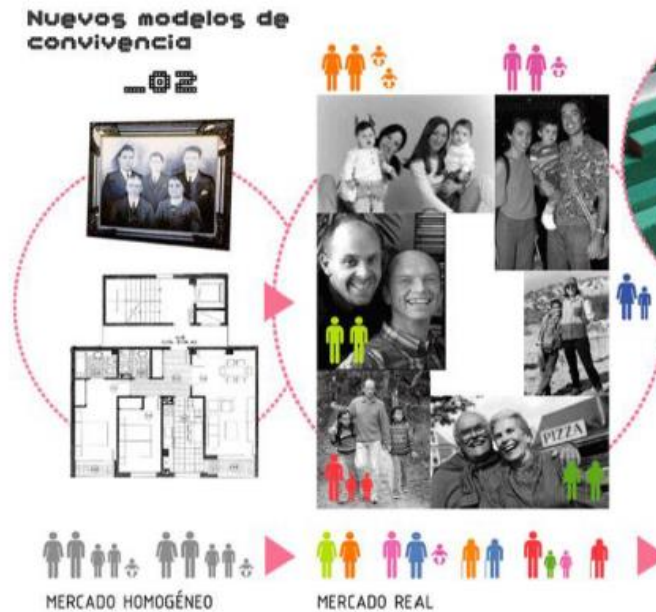 Nuevos modelos de
convivencia
_02
PIZZA
MERCADO HOMOGÉNEO
MERCADO REAL